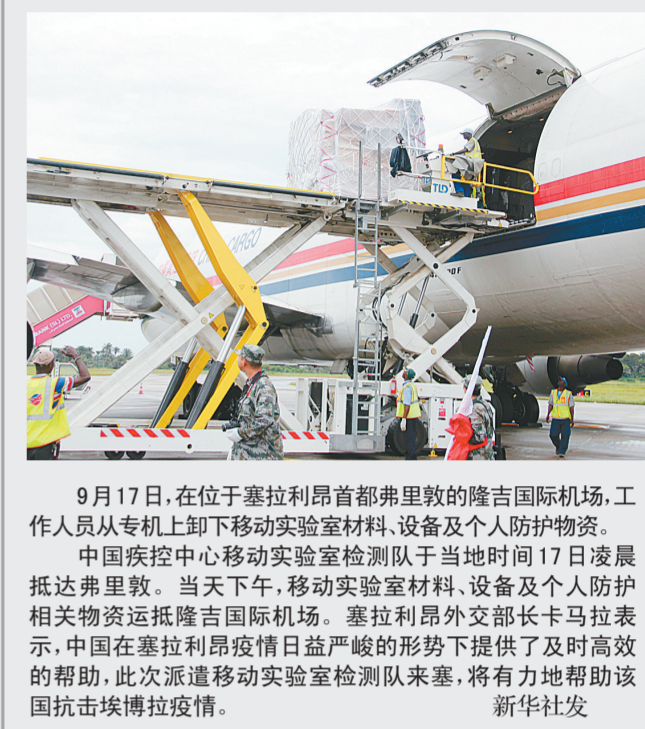 CARGO
TLD
9月17日,在位于塞拉利昂首都弗里敦的隆吉国际机场,工
作人员从专机上卸下移动实验室材料、设备及个人防护物资。
中国疾控中心移动实验室检测队于当地时间17日凌晨
抵达弗里敦。当天下午,移动实验室材料、设备及个人防护
相关物资运抵隆吉国际机场。塞拉利昂外交部长卡马拉表
示,中国在塞拉利昂疫情日益严峻的形势下提供了及时高效
的帮助,此次派遣移动实验室检测队来塞,将有力地帮助该
国抗击埃博拉疫情。 新华社发